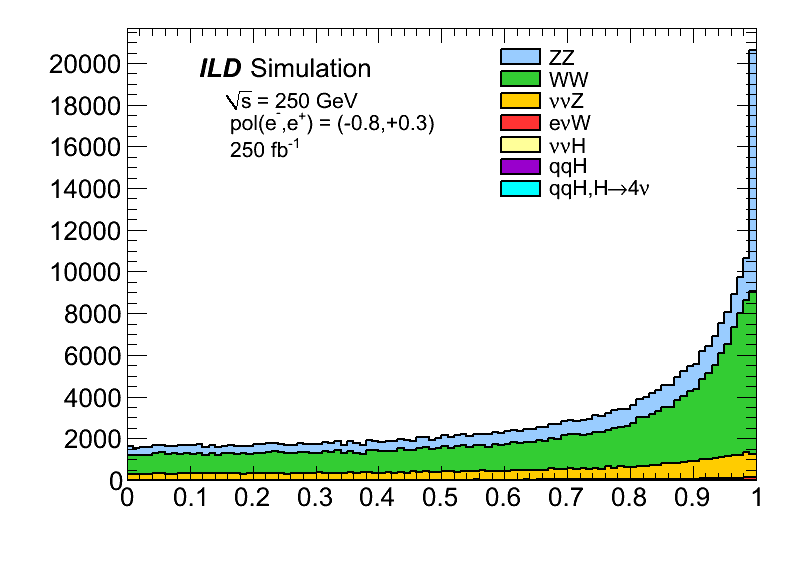 20000
18000
16000
14000
12000
10000
8000
6000
4000
2000
0
ILD Simulation
√s = 250 GeV
pol(e⁻,e⁺) = (-0.8,+0.3)
250 fb⁻¹
ZZ
WW
ννZ
eνW
ννH
qqH
qqH,H→4ν
0 0.1 0.2 0.3 0.4 0.5 0.6 0.7 0.8 0.9 1